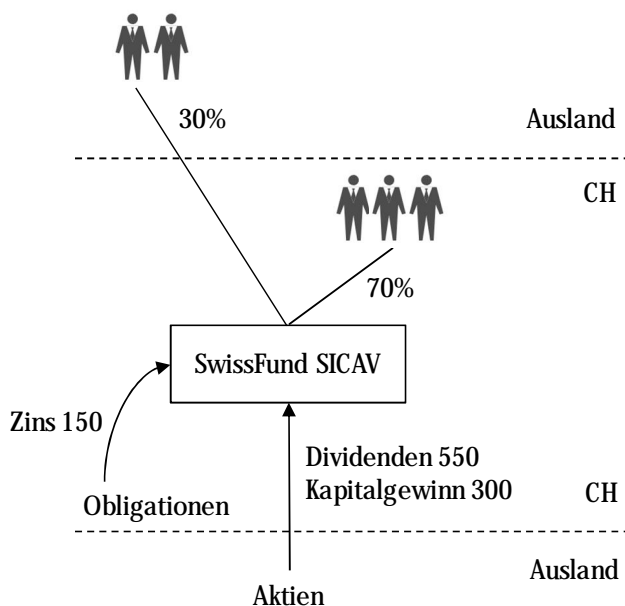 30%
Ausland
CH
70%
SwissFund SICAV
Zins 150
Dividenden 550
Kapitalgewinn 300
Obligationen
CH
Ausland
Aktien